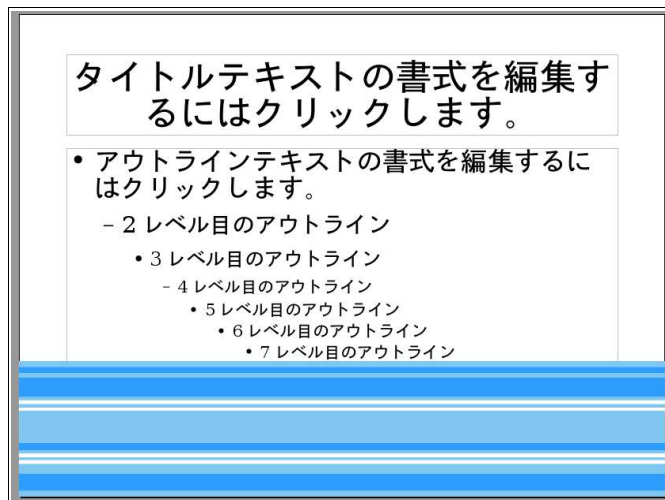 タイトルテキストの書式を編集す
るにはクリックします。
• アウトラインテキストの書式を編集するに
はクリックします。
– 2 レベル目のアウトライン
• 3 レベル目のアウトライン
– 4 レベル目のアウトライン
• 5 レベル目のアウトライン
• 6 レベル目のアウトライン
• 7 レベル目のアウトライン